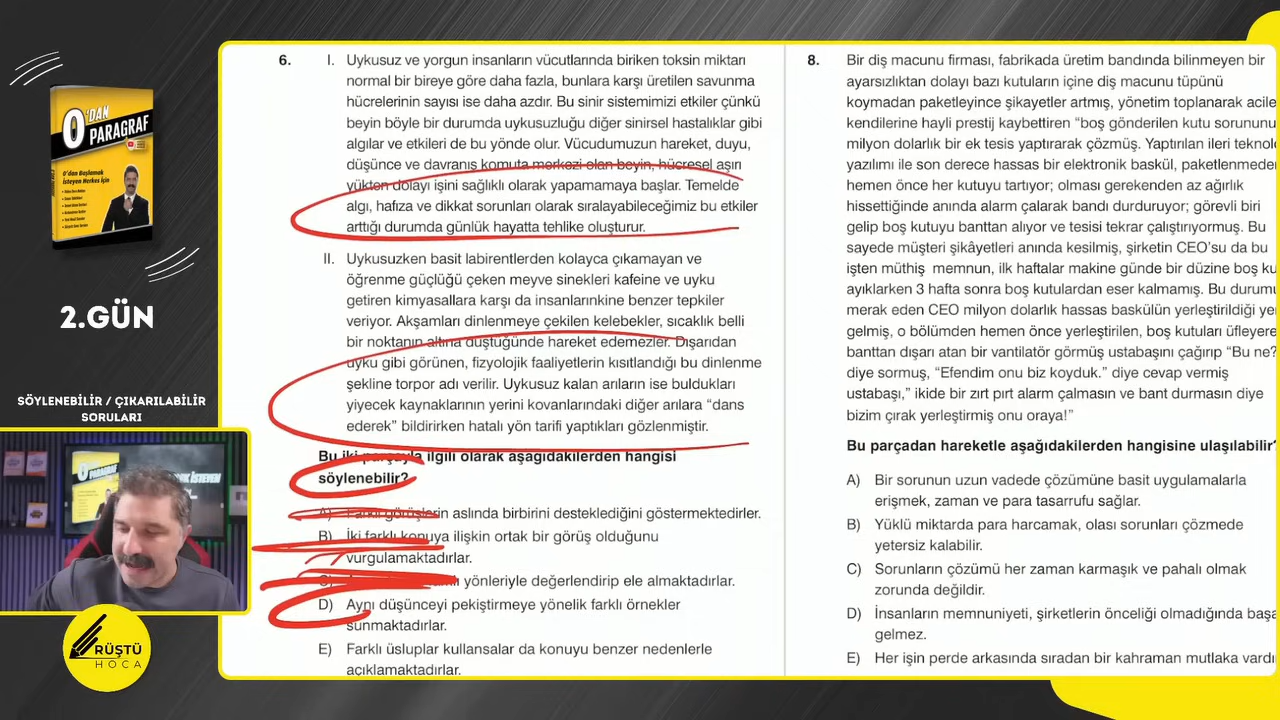 0'DAN
PARAGRAF
0'dan Başlamak
İsteyen Herkes İçin
2.GÜN
SÖYLENEBİLİR / ÇIKARILABİLİR
SORULARI
RÜŞTÜ
HOCA
6. I. Uykusuz ve yorgun insanların vücutlarında biriken toksin miktarı
normal bir bireye göre daha fazla, bunlara karşı üretilen savunma
hücrelerinin sayısı ise daha azdır. Bu sinir sistemimizi etkiler çünkü
beyin böyle bir durumda uykusuzluğu diğer sinirsel hastalıklar gibi
algılar ve etkileri de bu yönde olur. Vücudumuzun hareket, duyu,
düşünce ve davranış komuta merkezi olan beyin, hücresel aşırı
yükten dolayı işini sağlıklı olarak yapamamaya başlar. Temelde
algı, hafıza ve dikkat sorunları olarak sıralayabileceğimiz bu etkiler
arttığı durumda günlük hayatta tehlike oluşturur.
II. Uykusuzken basit labirentlerden kolayca çıkamayan ve
öğrenme güçlüğü çeken meyve sinekleri kafeine ve uyku
getiren kimyasallara karşı da insanlarınkine benzer tepkiler
veriyor. Akşamları dinlenmeye çekilen kelebekler, sıcaklık belli
bir noktanın altına düştüğünde hareket edemezler. Dışarıdan
uyku gibi görünen, fizyolojik faaliyetlerin kısıtlandığı bu dinlenme
şekline torpor adı verilir. Uykusuz kalan arıların ise buldukları
yiyecek kaynaklarının yerini kovanlarındaki diğer arılara “dans
ederek” bildirirken hatalı yön tarifi yaptıkları gözlenmiştir.
Bu iki parçayla ilgili olarak aşağıdakilerden hangisi
söylenebilir?
A) Farklı görüşlerin aslında birbirini desteklediğini göstermektedirler.
B) İki farklı konuya ilişkin ortak bir görüş olduğunu
vurgulamaktadırlar.
C) yönleriyle değerlendirip ele almaktadırlar.
D) Aynı düşünceyi pekiştirmeye yönelik farklı örnekler
sunmaktadırlar.
E) Farklı üsluplar kullansalar da konuyu benzer nedenlerle
açıklamaktadırlar.
8. Bir diş macunu firması, fabrikada üretim bandında bilinmeyen bir
ayarsızlıktan dolayı bazı kutuların içine diş macunu tüpünü
koymadan paketleyince şikayetler artmış, yönetim toplanarak acile
kendilerine hayli prestij kaybettiren “boş gönderilen kutu sorununu
milyon dolarlık bir ek tesis yaptırarak çözmüş. Yaptırılan ileri teknol
yazılımı ile son derece hassas bir elektronik baskül, paketlenmeden
hemen önce her kutuyu tartıyor; olması gerekenden az ağırlık
hissettiğinde anında alarm çalarak bandı durduruyor; görevli biri
gelip boş kutuyu banttan alıyor ve tesisi tekrar çalıştırıyormuş. Bu
sayede müşteri şikâyetleri anında kesilmiş, şirketin CEO’su da bu
işten müthiş memnun, ilk haftalar makine günde bir düzine boş ku
ayıklarken 3 hafta sonra boş kutulardan eser kalmamış. Bu durumu
merak eden CEO milyon dolarlık hassas baskülün yerleştirildiği ye
gelmiş, o bölümden hemen önce yerleştirilen, boş kutuları üfleyere
banttan dışarı atan bir vantilatör görmüş ustabaşını çağırıp “Bu ne?
diye sormuş, “Efendim onu biz koyduk.” diye cevap vermiş
ustabaşı,” ikide bir zırt pırt alarm çalmasın ve bant durmasın diye
bizim çırak yerleştirmiş onu oraya!”
Bu parçadan hareketle aşağıdakilerden hangisine ulaşılabilir?
A) Bir sorunun uzun vadede çözümüne basit uygulamalarla
erişmek, zaman ve para tasarrufu sağlar.
B) Yüklü miktarda para harcamak, olası sorunları çözmede
yetersiz kalabilir.
C) Sorunların çözümü her zaman karmaşık ve pahalı olmak
zorunda değildir.
D) İnsanların memnuniyeti, şirketlerin önceliği olmadığında başa
gelmez.
E) Her işin perde arkasında sıradan bir kahraman mutlaka vardı